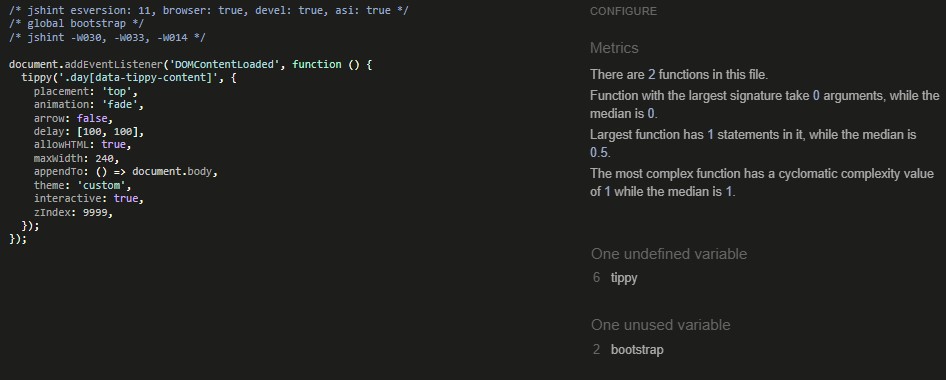 /* jshint esversion: 11, browser: true, devel: true, asi: true */
/* global bootstrap */
/* jshint -W030, -W033, -W014 */
document.addEventListener('DOMContentLoaded', function () {
  tippy('.day[data-tippy-content]', {
    placement: 'top',
    animation: 'fade',
    arrow: false,
    delay: [100, 100],
    allowHTML: true,
    maxWidth: 240,
    appendTo: () => document.body,
    theme: 'custom',
    interactive: true,
    zIndex: 9999,
  });
});
CONFIGURE
Metrics
There are 2 functions in this file.
Function with the largest signature take 0 arguments, while the
median is 0.
Largest function has 1 statements in it, while the median is
0.5.
The most complex function has a cyclomatic complexity value
of 1 while the median is 1.
One undefined variable
6 tippy
One unused variable
2 bootstrap